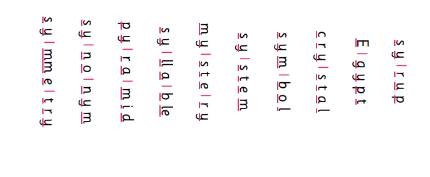 sy|rup
E|gypt
cry|stal
sym|bol
sy|stem
my|ste|ry
sy|lla|ble
py|ra|mid
sy|no|nym
sy|mme|try